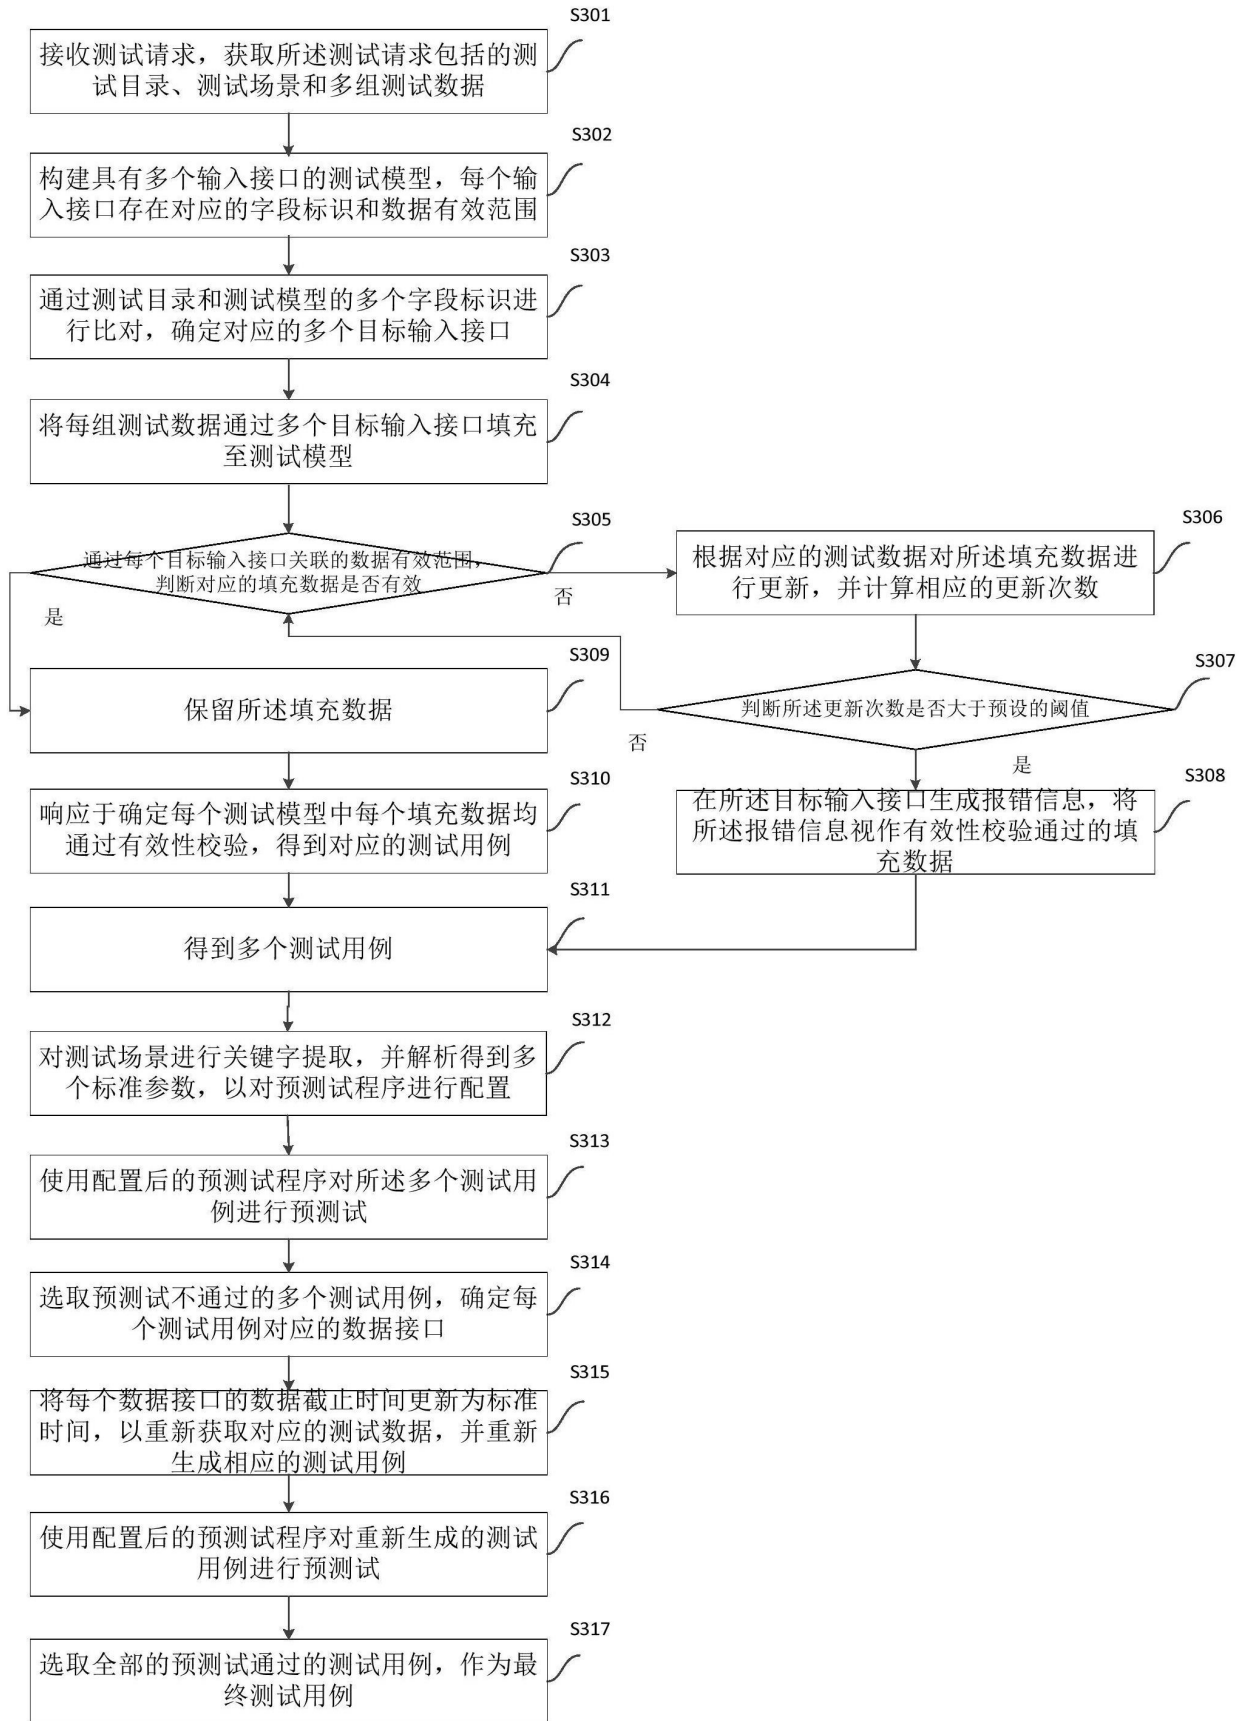 S301
接收测试请求，获取所述测试请求包括的测
试目录、测试场景和多组测试数据
S302
构建具有多个输入接口的测试模型，每个输
入接口存在对应的字段标识和数据有效范围
S303
通过测试目录和测试模型的多个字段标识进
行比对，确定对应的多个目标输入接口
S304
将每组测试数据通过多个目标输入接口填充
至测试模型
S305
通过每个目标输入接口关联的数据有效范围，
判断对应的填充数据是否有效
是
否
S306
根据对应的测试数据对所述填充数据进
行更新，并计算相应的更新次数
S307
判断所述更新次数是否大于预设的阈值
否
是
S308
在所述目标输入接口生成报错信息，将
所述报错信息视作有效性校验通过的填
充数据
S309
保留所述填充数据
S310
响应于确定每个测试模型中每个填充数据均
通过有效性校验，得到对应的测试用例
S311
得到多个测试用例
S312
对测试场景进行关键字提取，并解析得到多
个标准参数，以对预测试程序进行配置
S313
使用配置后的预测试程序对所述多个测试用
例进行预测试
S314
选取预测试不通过的多个测试用例，确定每
个测试用例对应的数据接口
S315
将每个数据接口的数据截止时间更新为标准
时间，以重新获取对应的测试数据，并重新
生成相应的测试用例
S316
使用配置后的预测试程序对重新生成的测试
用例进行预测试
S317
选取全部的预测试通过的测试用例，作为最
终测试用例